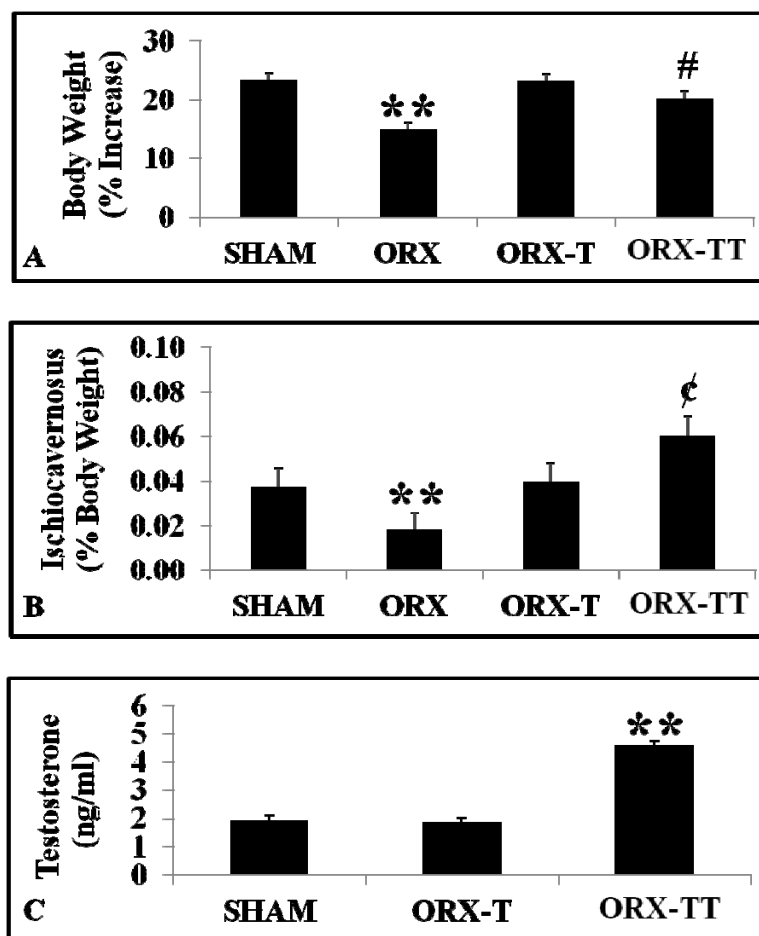 Body Weight
(% Increase)
30
20
10
0
**
#
SHAM ORX ORX-T ORX-TT
A
Ischiocavernosus
(% Body Weight)
0.10
0.08
0.06
0.04
0.02
0.00
**
¢
SHAM ORX ORX-T ORX-TT
B
Testosterone
(ng/ml)
6
5
4
3
2
1
0
**
SHAM ORX-T ORX-TT
C